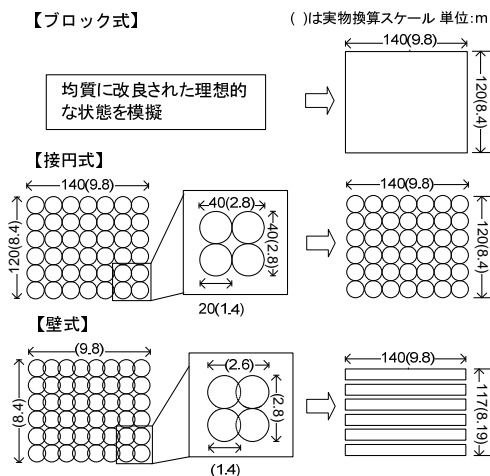 【ブロック式】
( )は実物換算スケール 単位:m
均質に改良された理想的
な状態を模擬
140(9.8)
120(8.4)
【接円式】
140(9.8)
120(8.4)
40(2.8)
40(2.8)
20(1.4)
140(9.8)
120(8.4)
【壁式】
(9.8)
(8.4)
(2.6)
(2.8)
(1.4)
140(9.8)
117(8.19)